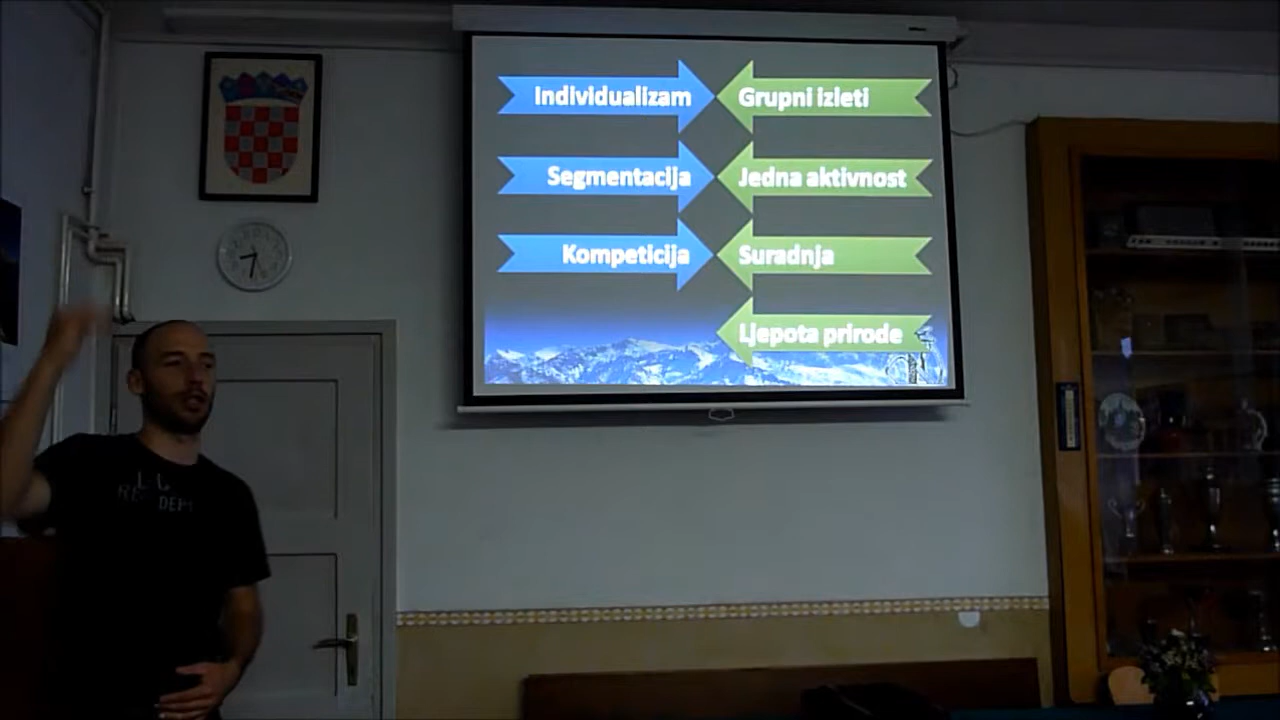 Individualizam
Grupni izleti
Segmentacija
Jedna aktivnost
Kompeticija
Suradnja
Ljepota prirode